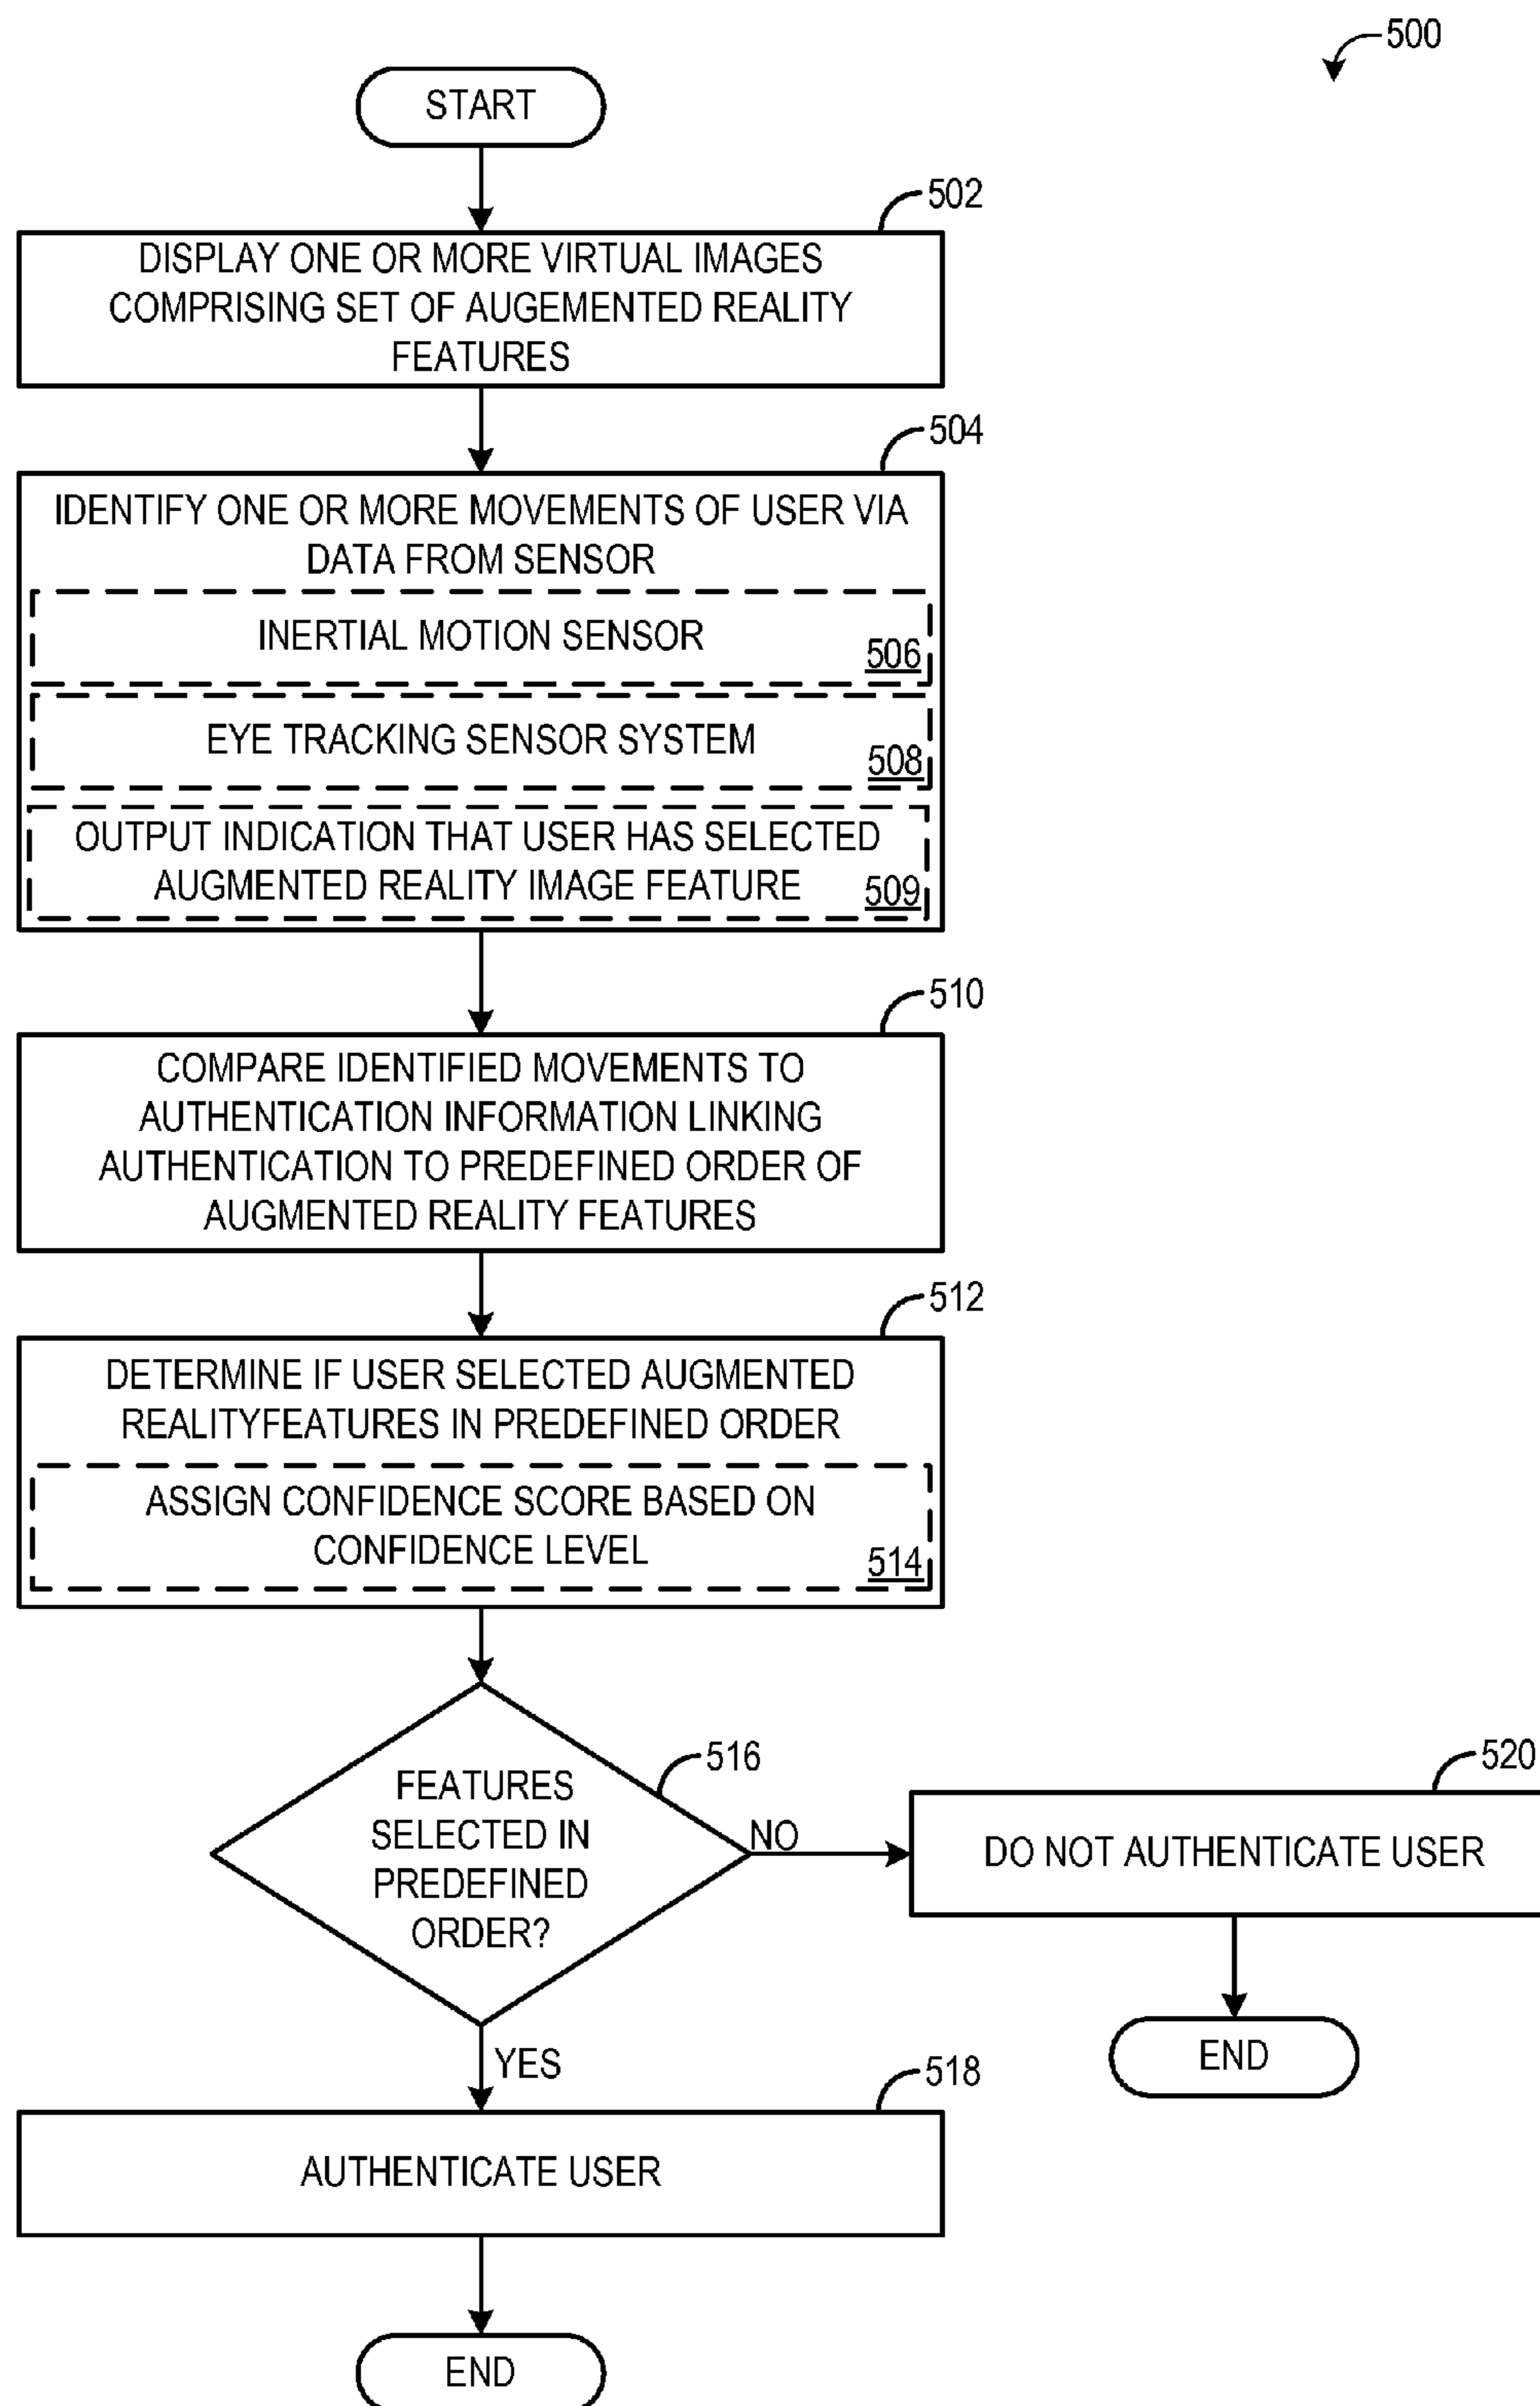 500
START
502
DISPLAY ONE OR MORE VIRTUAL IMAGES
COMPRISING SET OF AUGEMENTED REALITY
FEATURES
504
IDENTIFY ONE OR MORE MOVEMENTS OF USER VIA
DATA FROM SENSOR
INERTIAL MOTION SENSOR
506
EYE TRACKING SENSOR SYSTEM
508
OUTPUT INDICATION THAT USER HAS SELECTED
AUGMENTED REALITY IMAGE FEATURE
509
510
COMPARE IDENTIFIED MOVEMENTS TO
AUTHENTICATION INFORMATION LINKING
AUTHENTICATION TO PREDEFINED ORDER OF
AUGMENTED REALITY FEATURES
512
DETERMINE IF USER SELECTED AUGMENTED
REALITYFEATURES IN PREDEFINED ORDER
ASSIGN CONFIDENCE SCORE BASED ON
CONFIDENCE LEVEL
514
516
FEATURES
SELECTED IN
PREDEFINED
ORDER?
NO
520
DO NOT AUTHENTICATE USER
END
YES
518
AUTHENTICATE USER
END